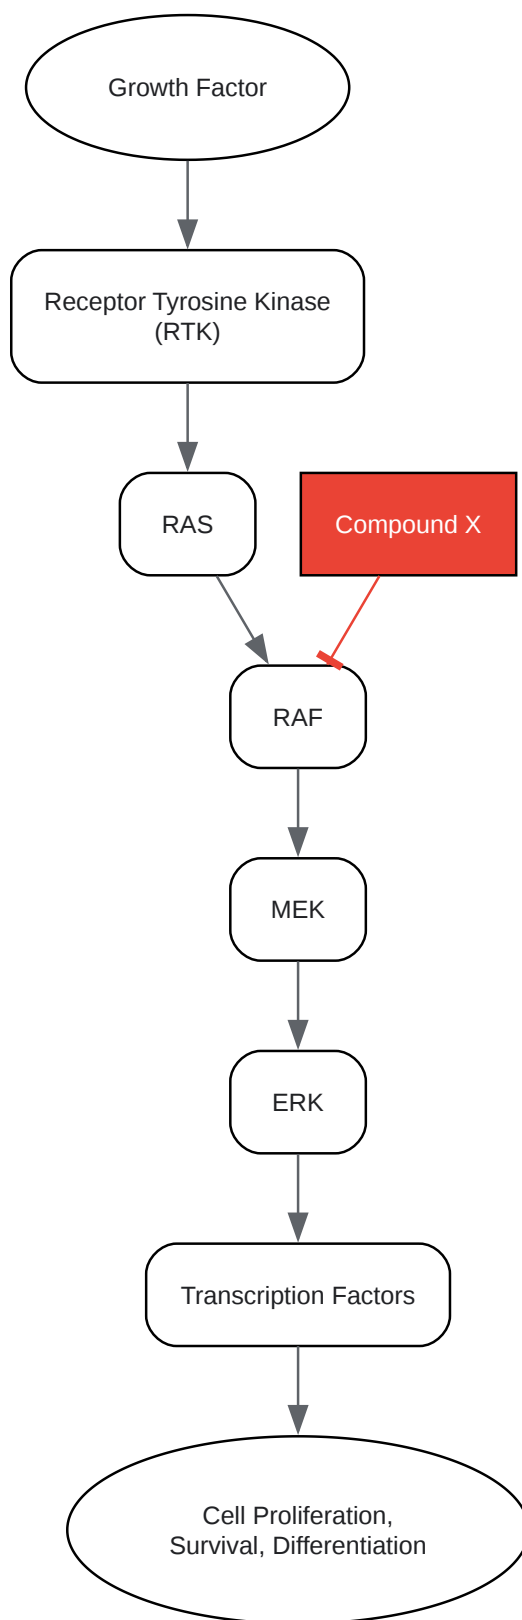 Growth Factor
Receptor Tyrosine Kinase
(RTK)
RAS
Compound X
RAF
MEK
ERK
Transcription Factors
Cell Proliferation,
Survival, Differentiation